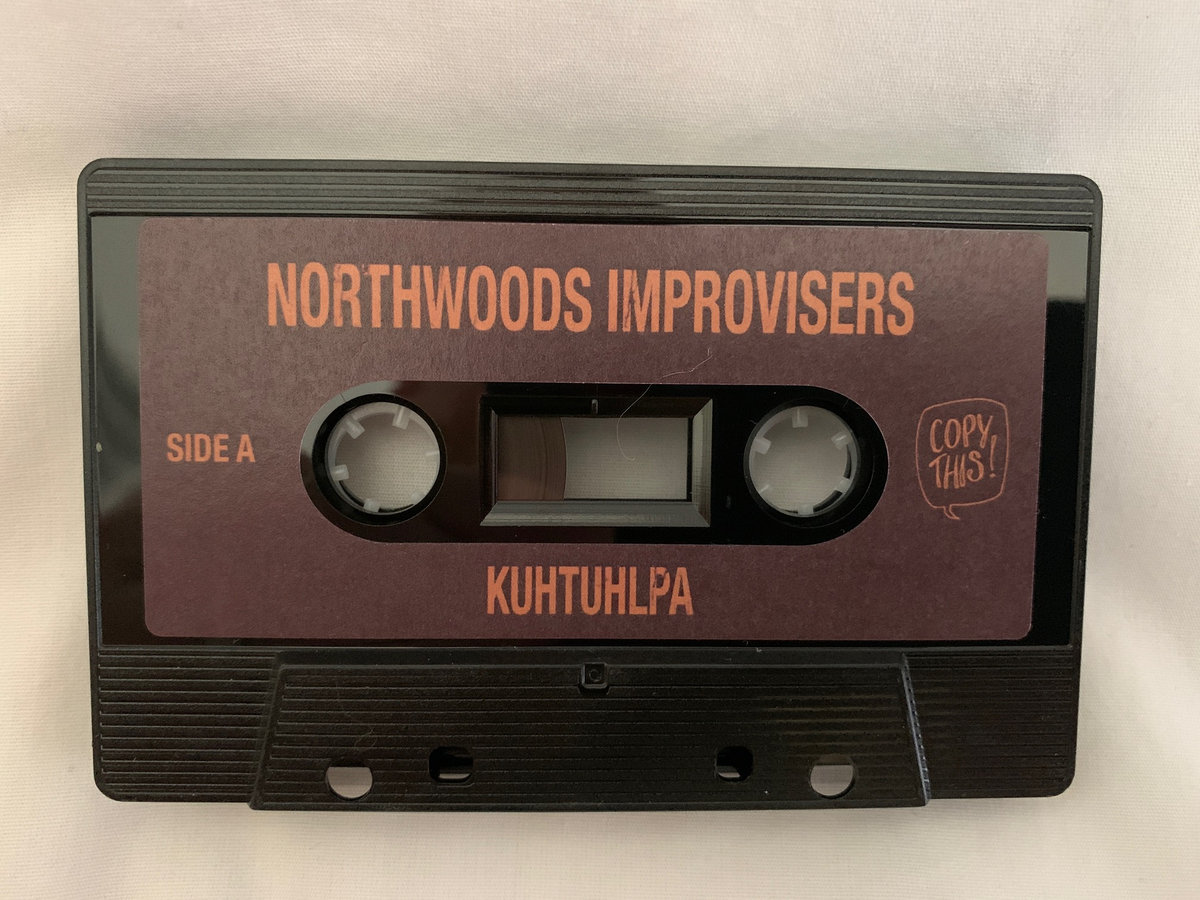 NORTHWOODS IMPROVISERS
SIDE A
COPY
THIS!
KUHTUHLPA